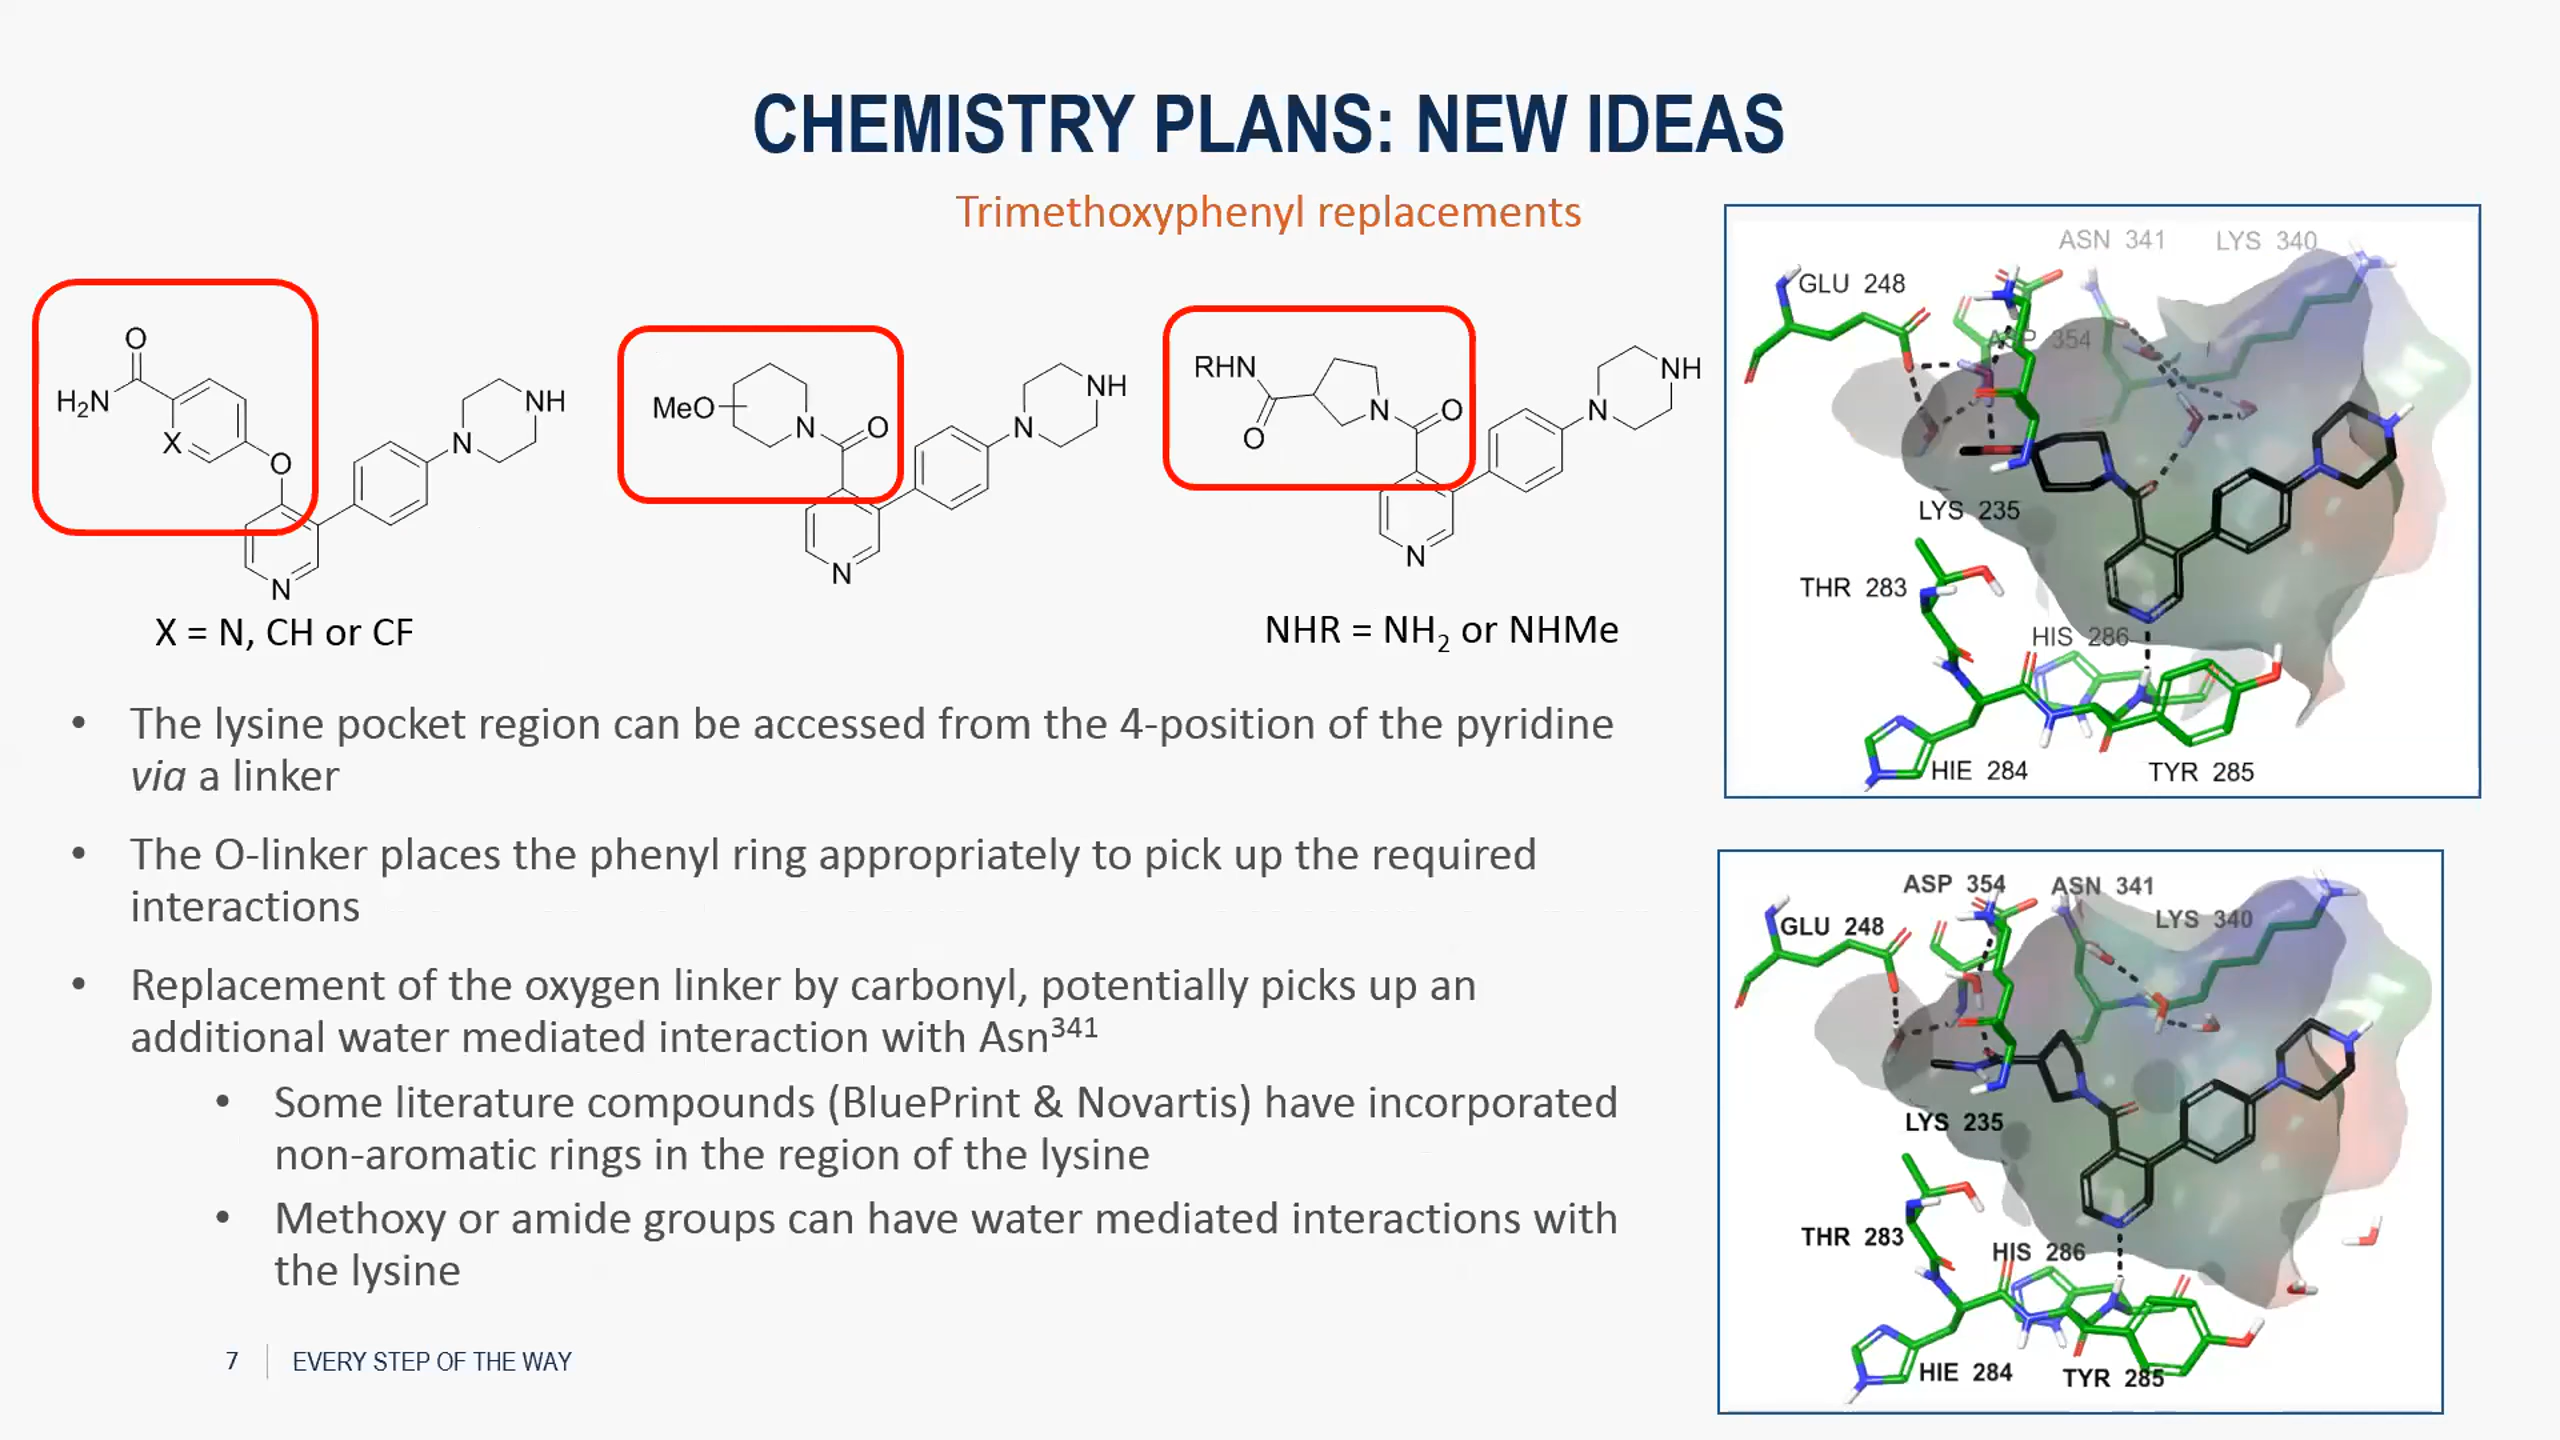 CHEMISTRY PLANS: NEW IDEAS
Trimethoxyphenyl replacements
O
H₂N
X
O
N
N
NH
X = N, CH or CF
MeO
N
O
N
N
NH
RHN
O
N
O
N
N
NH
NHR = NH₂ or NHMe
• The lysine pocket region can be accessed from the 4-position of the pyridine
via a linker
• The O-linker places the phenyl ring appropriately to pick up the required
interactions
• Replacement of the oxygen linker by carbonyl, potentially picks up an
additional water mediated interaction with Asn³⁴¹
• Some literature compounds (BluePrint & Novartis) have incorporated
non-aromatic rings in the region of the lysine
• Methoxy or amide groups can have water mediated interactions with
the lysine
ASN 341
LYS 340
GLU 248
ASP 354
LYS 235
THR 283
HIS 286
HIE 284
TYR 285
ASP 354
ASN 341
GLU 248
LYS 340
LYS 235
THR 283
HIS 286
HIE 284
TYR 285
7
EVERY STEP OF THE WAY